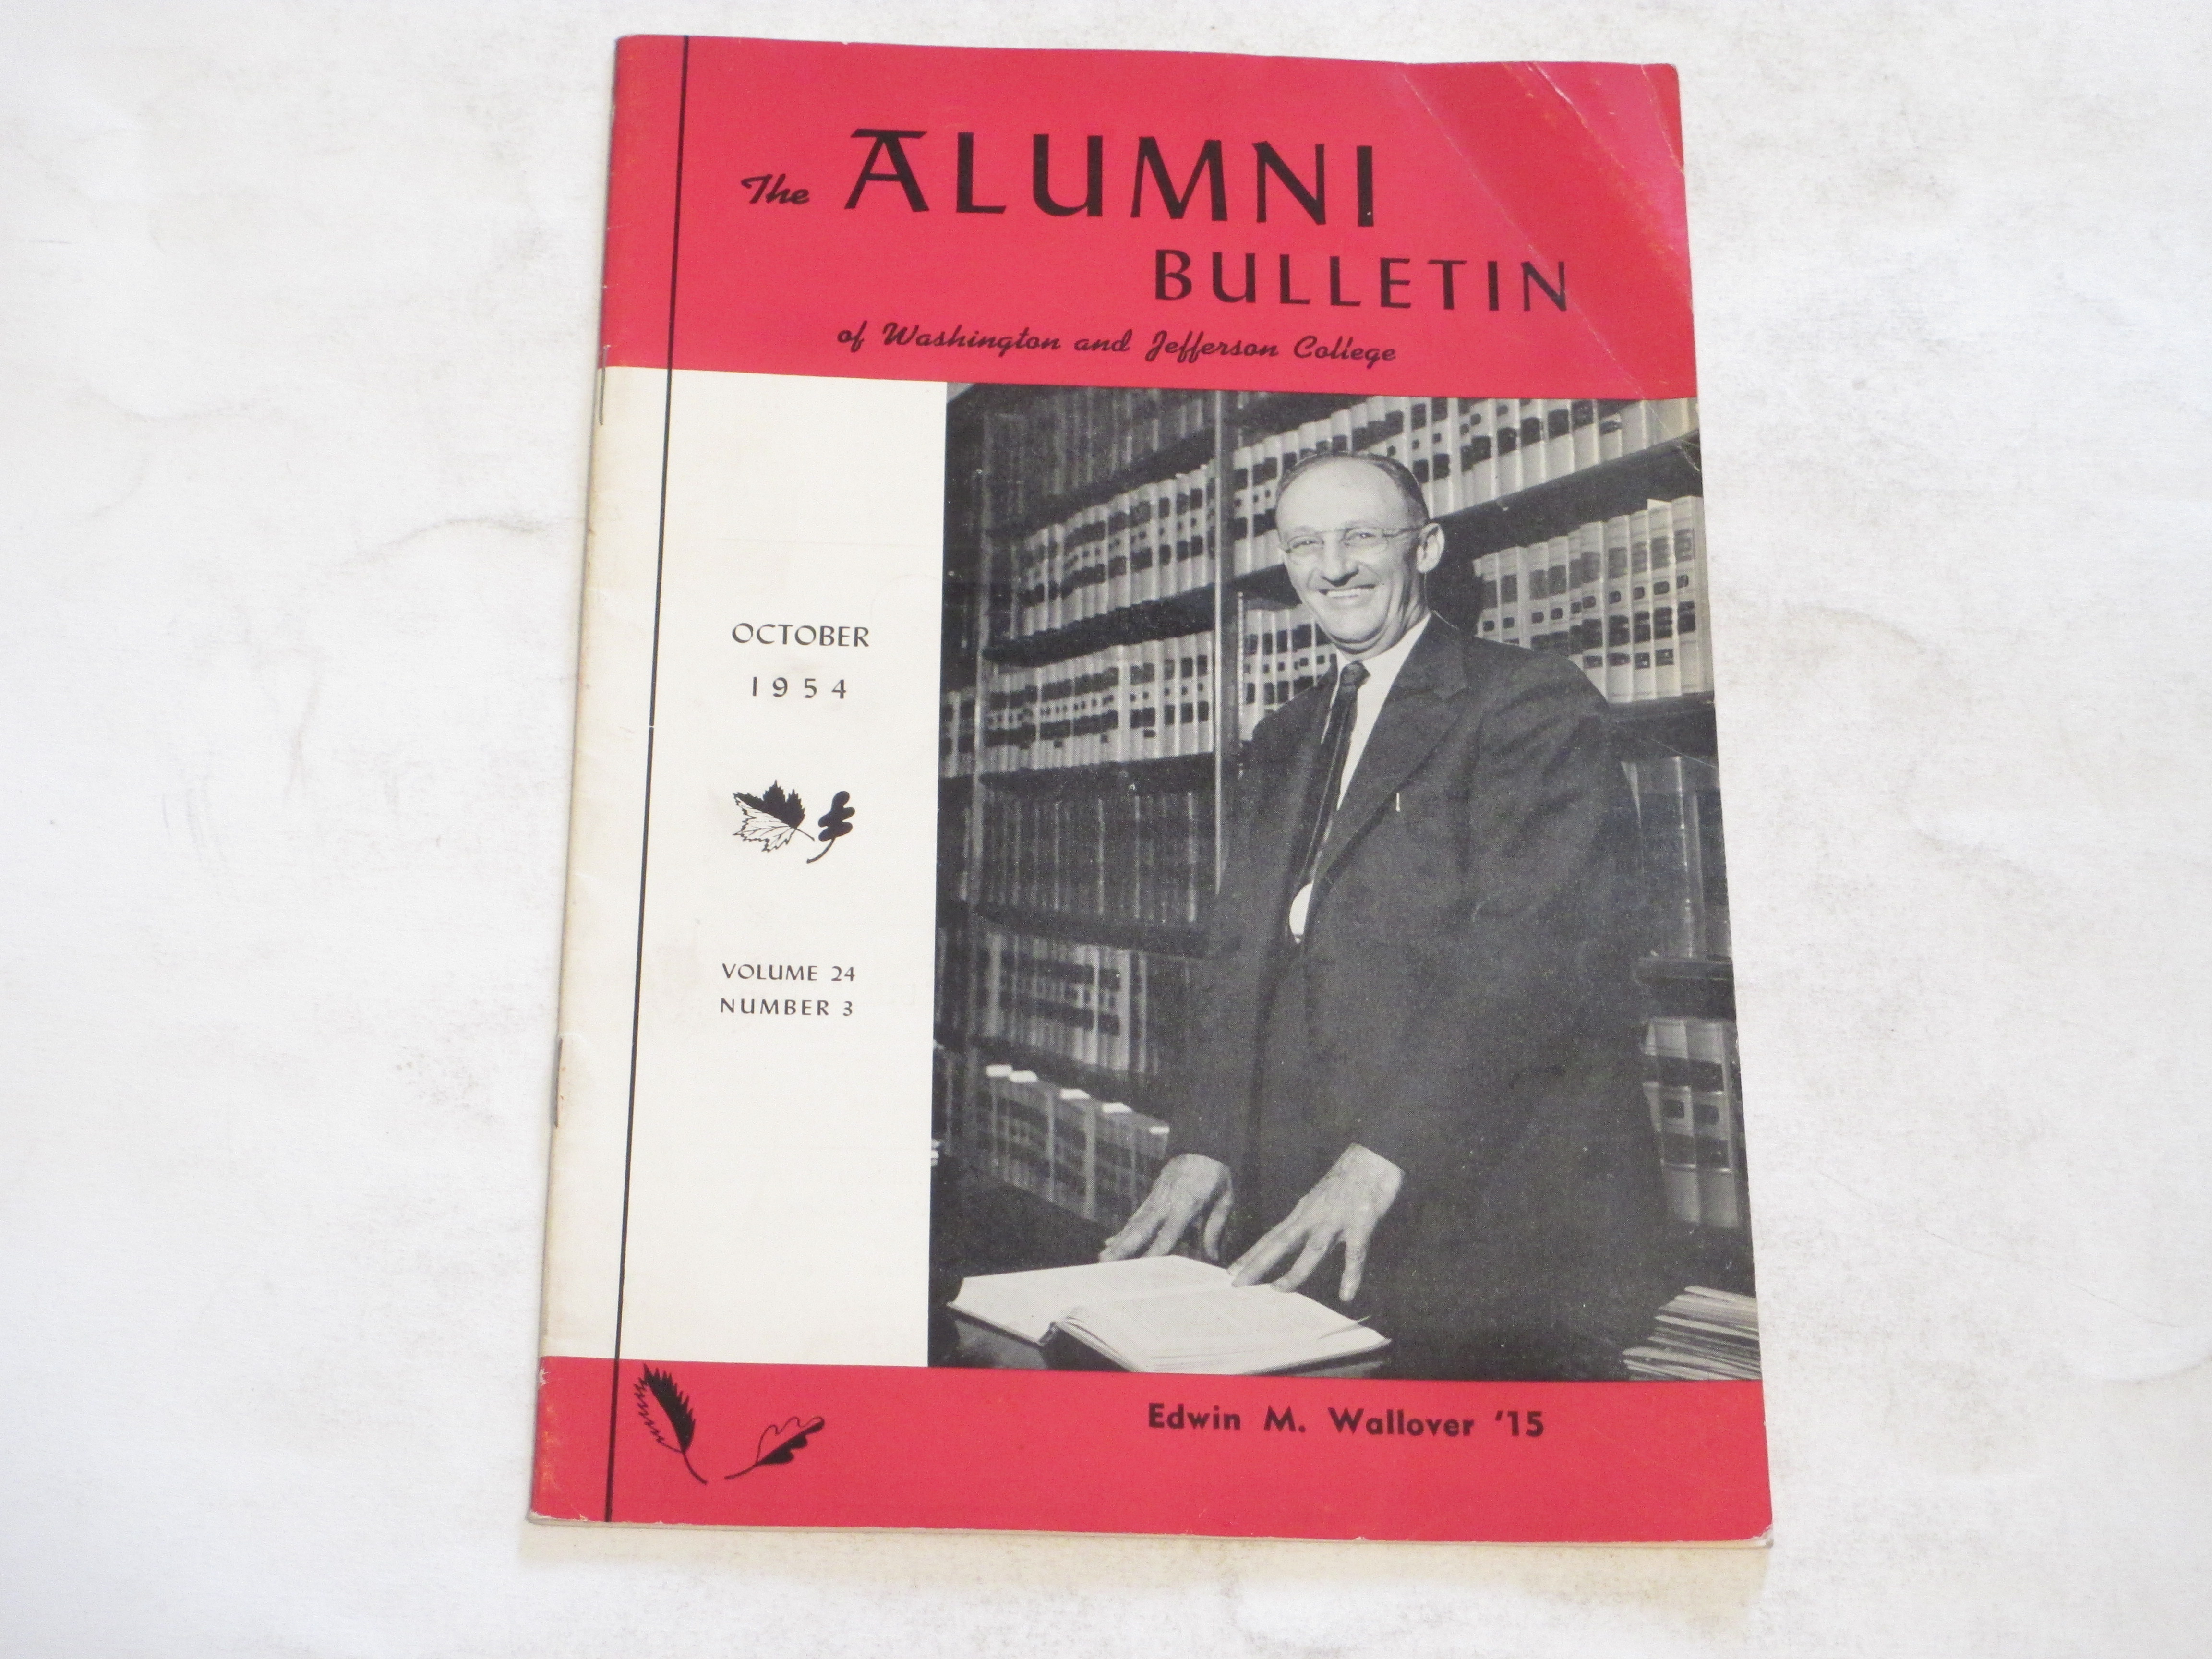 The ALUMNI
BULLETIN
of Washington and Jefferson College
OCTOBER
1954
VOLUME 24
NUMBER 3
Edwin M. Wallover '15